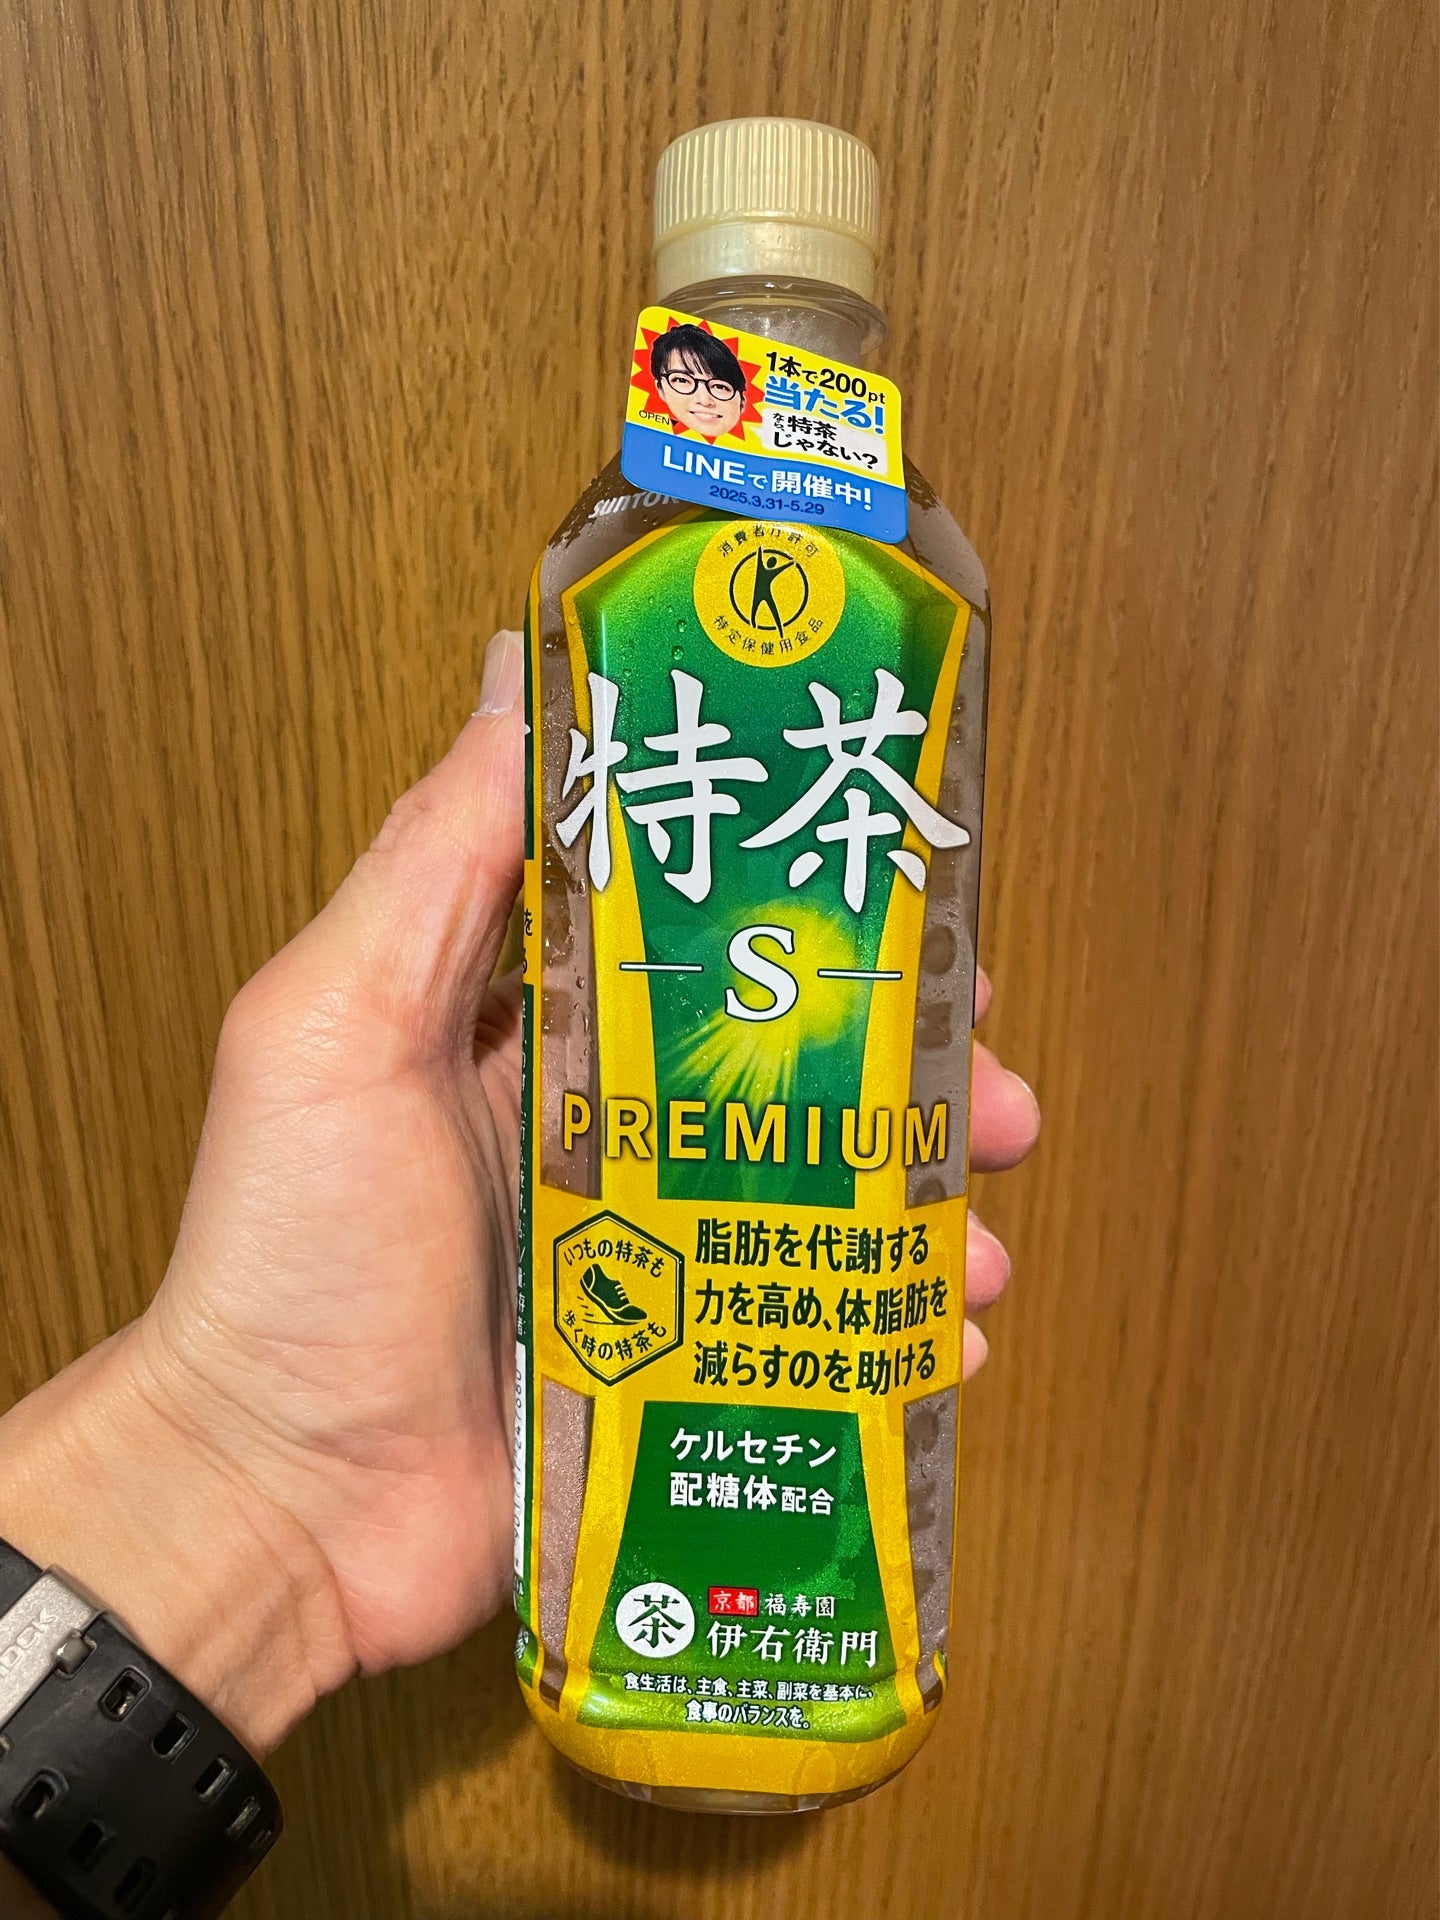 OPEN▼
1本で200pt
当たる!
なら、特茶
じゃない?
LINEで開催中!
2025.3.31-5.29
消費者庁許可
特定保健用食品
特茶
S
PREMIUM
いつもの特茶も
歩く時の特茶も
脂肪を代謝する
力を高め、体脂肪を
減らすのを助ける
ケルセチン
配糖体配合
茶
京都 福寿園
伊右衛門
食生活は、主食、主菜、副菜を基本に、
食事のバランスを。